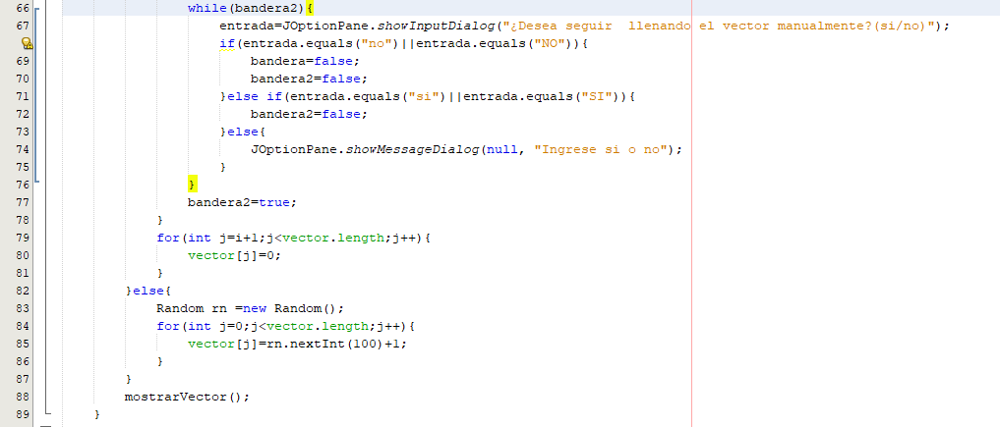 66 while(bandera2){
67 entrada=JOptionPane.showInputDialog("¿Desea seguir  llenando el vector manualmente?(si/no)");
if(entrada.equals("no")||entrada.equals("NO")){
69 bandera=false;
70 bandera2=false;
71 }else if(entrada.equals("si")||entrada.equals("SI")){
72 bandera2=false;
73 }else{
74 JOptionPane.showMessageDialog(null, "Ingrese si o no");
75 }
76 }
77 bandera2=true;
78 }
79 for(int j=i+1;j<vector.length;j++){
80 vector[j]=0;
81 }
82 }else{
83 Random rn =new Random();
84 for(int j=0;j<vector.length;j++){
85 vector[j]=rn.nextInt(100)+1;
86 }
87 }
88 mostrarVector();
89 }